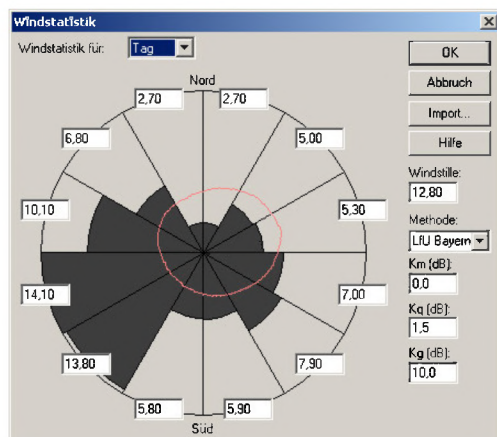 Windstatistik
Windstatistik für: Tag
OK
Abbruch
Import...
Hilfe
Windstille:
12,80
Methode:
LfU Bayern
Km (dB):
0,0
Kq (dB):
1,5
Kg (dB):
10,0
Nord
2,70 2,70
6,80 5,00
10,10 5,30
14,10 7,00
13,80 7,90
5,80 5,90
Süd